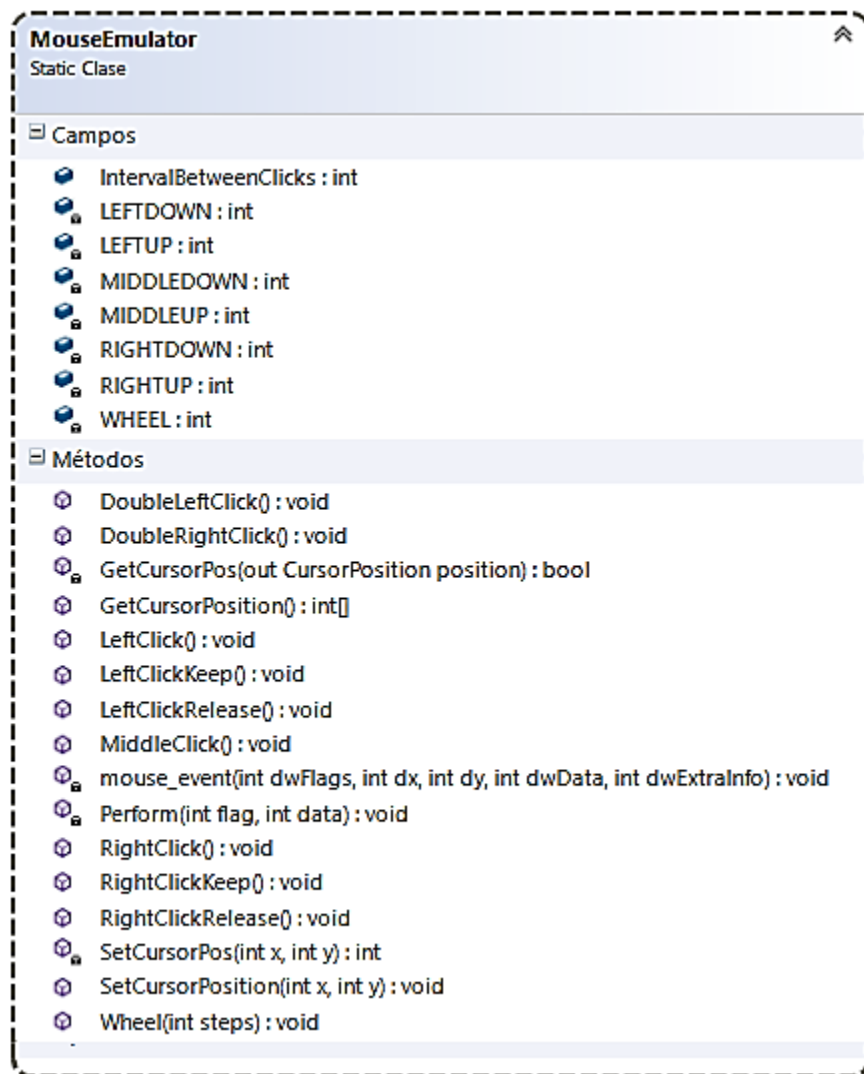 MouseEmulator
Static Clase
Campos
IntervalBetweenClicks : int
LEFTDOWN : int
LEFTUP : int
MIDDLEDOWN : int
MIDDLEUP : int
RIGHTDOWN : int
RIGHTUP : int
WHEEL : int
Métodos
DoubleLeftClick() : void
DoubleRightClick() : void
GetCursorPos(out CursorPosition position) : bool
GetCursorPosition() : int[]
LeftClick() : void
LeftClickKeep() : void
LeftClickRelease() : void
MiddleClick() : void
mouse_event(int dwFlags, int dx, int dy, int dwData, int dwExtraInfo) : void
Perform(int flag, int data) : void
RightClick() : void
RightClickKeep() : void
RightClickRelease() : void
SetCursorPos(int x, int y) : int
SetCursorPosition(int x, int y) : void
Wheel(int steps) : void